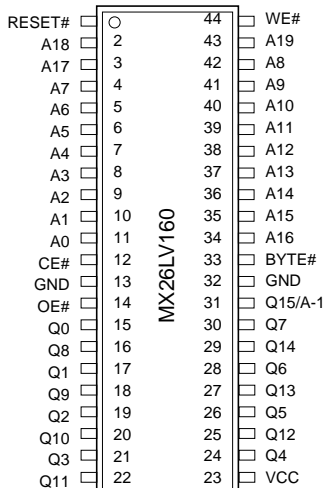 RESET# 44 WE#
A18 2 43 A19
A17 3 42 A8
A7 4 41 A9
A6 5 40 A10
A5 6 39 A11
A4 7 38 A12
A3 8 37 A13
A2 9 36 A14
A1 10 35 A15
A0 11 34 A16
CE# 12 33 BYTE#
GND 13 32 GND
OE# 14 31 Q15/A-1
Q0 15 30 Q7
Q8 16 29 Q14
Q1 17 28 Q6
Q9 18 27 Q13
Q2 19 26 Q5
Q10 20 25 Q12
Q3 21 24 Q4
Q11 22 23 VCC
MX26LV160